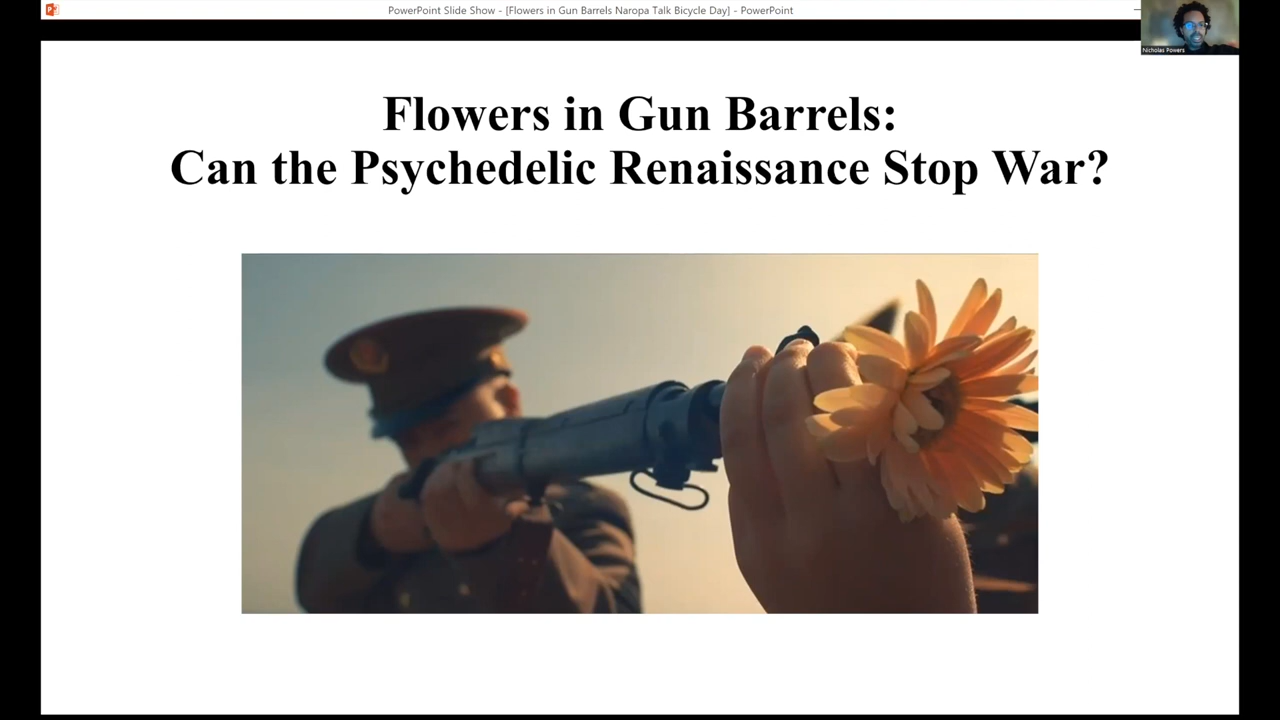 PowerPoint Slide Show - [Flowers in Gun Barrels Naropa Talk Bicycle Day] - PowerPoint
Nicholas Powers
Flowers in Gun Barrels:
Can the Psychedelic Renaissance Stop War?